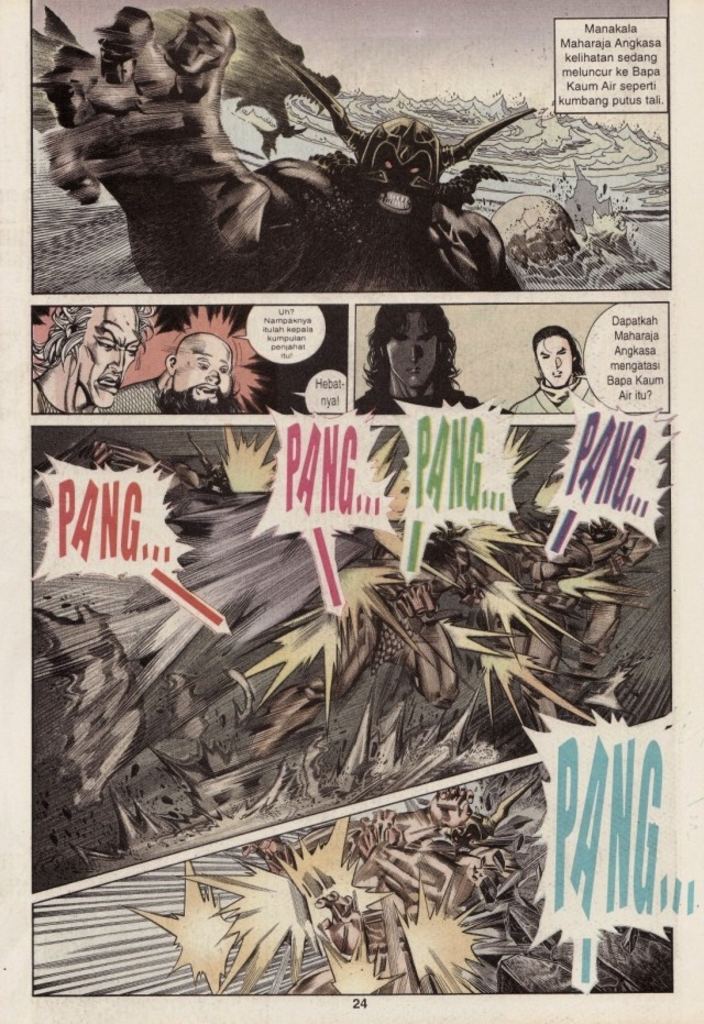 Manakala
Maharaja Angkasa
kelihatan sedang
meluncur ke Bapa
Kaum Air seperti
kumbang putus tali.
Uh?
Nampaknya
itulah kepala
kumpulan
penjahat
itu!
Hebat-
nya!
Dapatkah
Maharaja
Angkasa
mengatasi
Bapa Kaum
Air itu?
PANG...
PANG...
PANG...
PANG...
PANG...
24